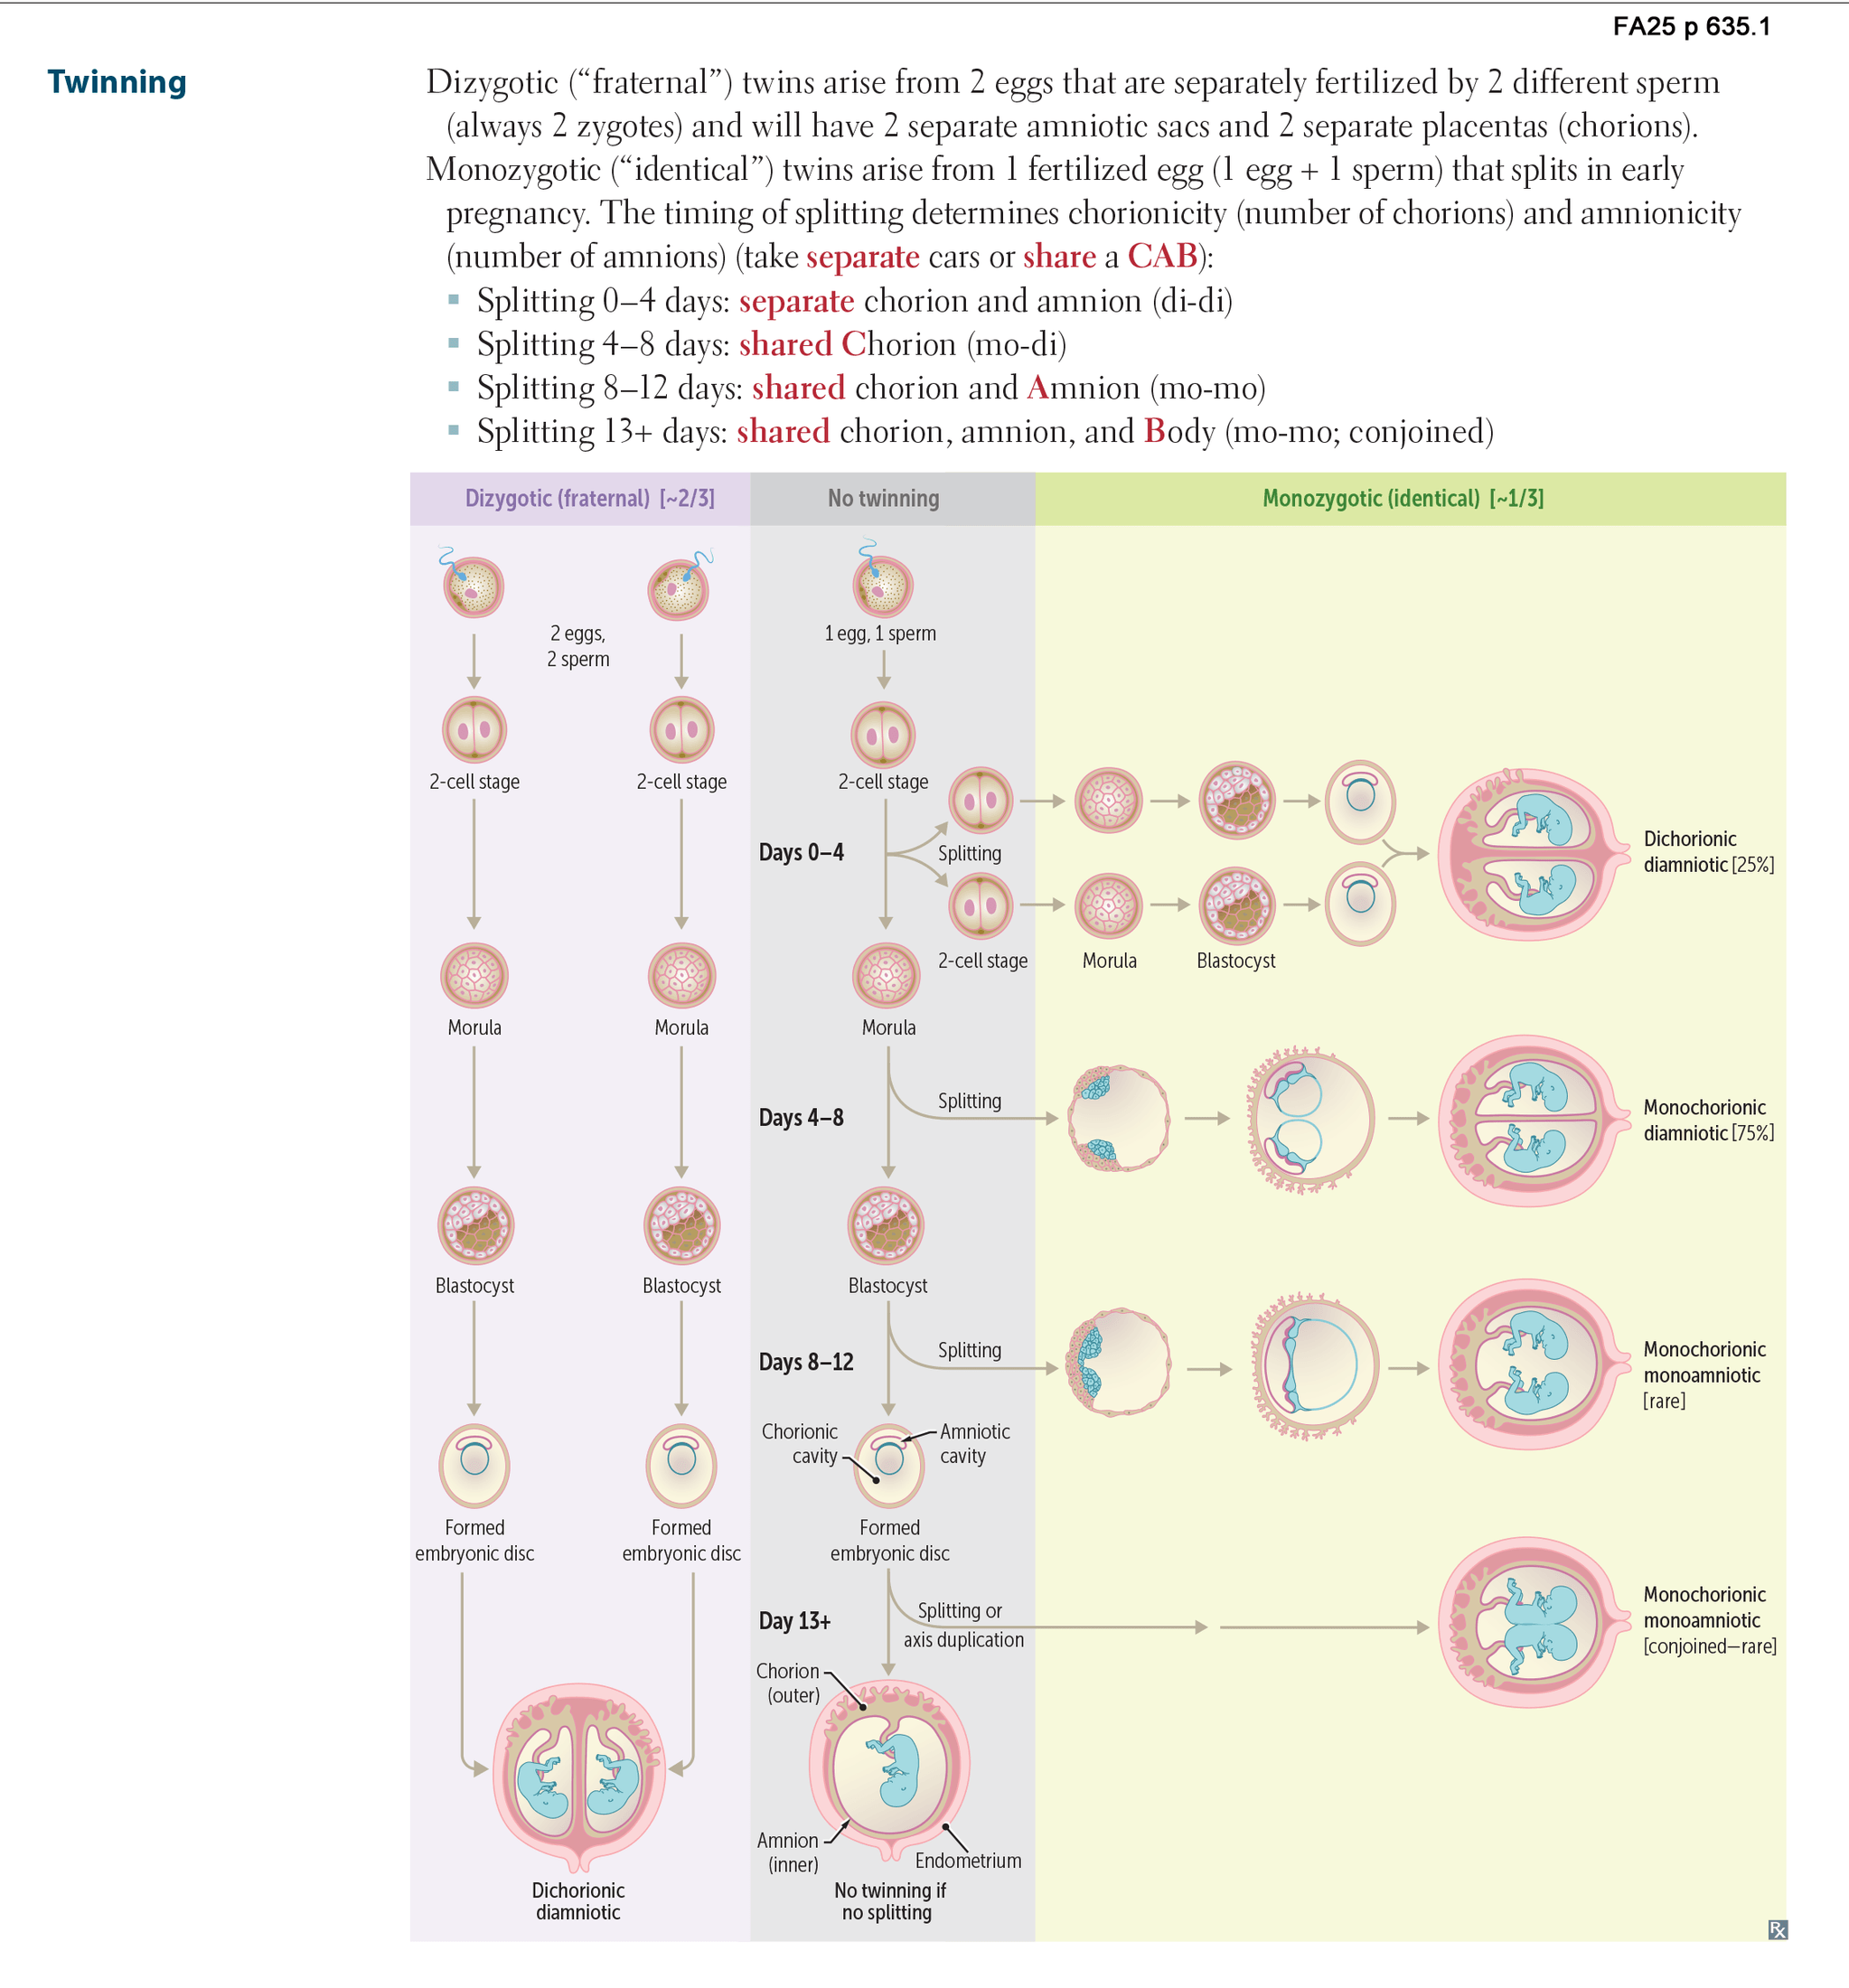 FA25 p 635.1
Twinning
Dizygotic (“fraternal”) twins arise from 2 eggs that are separately fertilized by 2 different sperm
(always 2 zygotes) and will have 2 separate amniotic sacs and 2 separate placentas (chorions).
Monozygotic (“identical”) twins arise from 1 fertilized egg (1 egg + 1 sperm) that splits in early
pregnancy. The timing of splitting determines chorionicity (number of chorions) and amnionicity
(number of amnions) (take separate cars or share a CAB):
▪ Splitting 0–4 days: separate chorion and amnion (di-di)
▪ Splitting 4–8 days: shared Chorion (mo-di)
▪ Splitting 8–12 days: shared chorion and Amnion (mo-mo)
▪ Splitting 13+ days: shared chorion, amnion, and Body (mo-mo; conjoined)
Dizygotic (fraternal) [~2/3]
No twinning
Monozygotic (identical) [~1/3]
2 eggs,
2 sperm
1 egg, 1 sperm
2-cell stage
2-cell stage
2-cell stage
Days 0–4
Splitting
Dichorionic
diamniotic [25%]
2-cell stage
Morula
Blastocyst
Morula
Morula
Morula
Days 4–8
Splitting
Monochorionic
diamniotic [75%]
Blastocyst
Blastocyst
Blastocyst
Days 8–12
Splitting
Monochorionic
monoamniotic
[rare]
Chorionic
cavity
Amniotic
cavity
Formed
embryonic disc
Formed
embryonic disc
Formed
embryonic disc
Day 13+
Splitting or
axis duplication
Monochorionic
monoamniotic
[conjoined—rare]
Chorion
(outer)
Amnion
(inner)
Endometrium
Dichorionic
diamniotic
No twinning if
no splitting
Rx